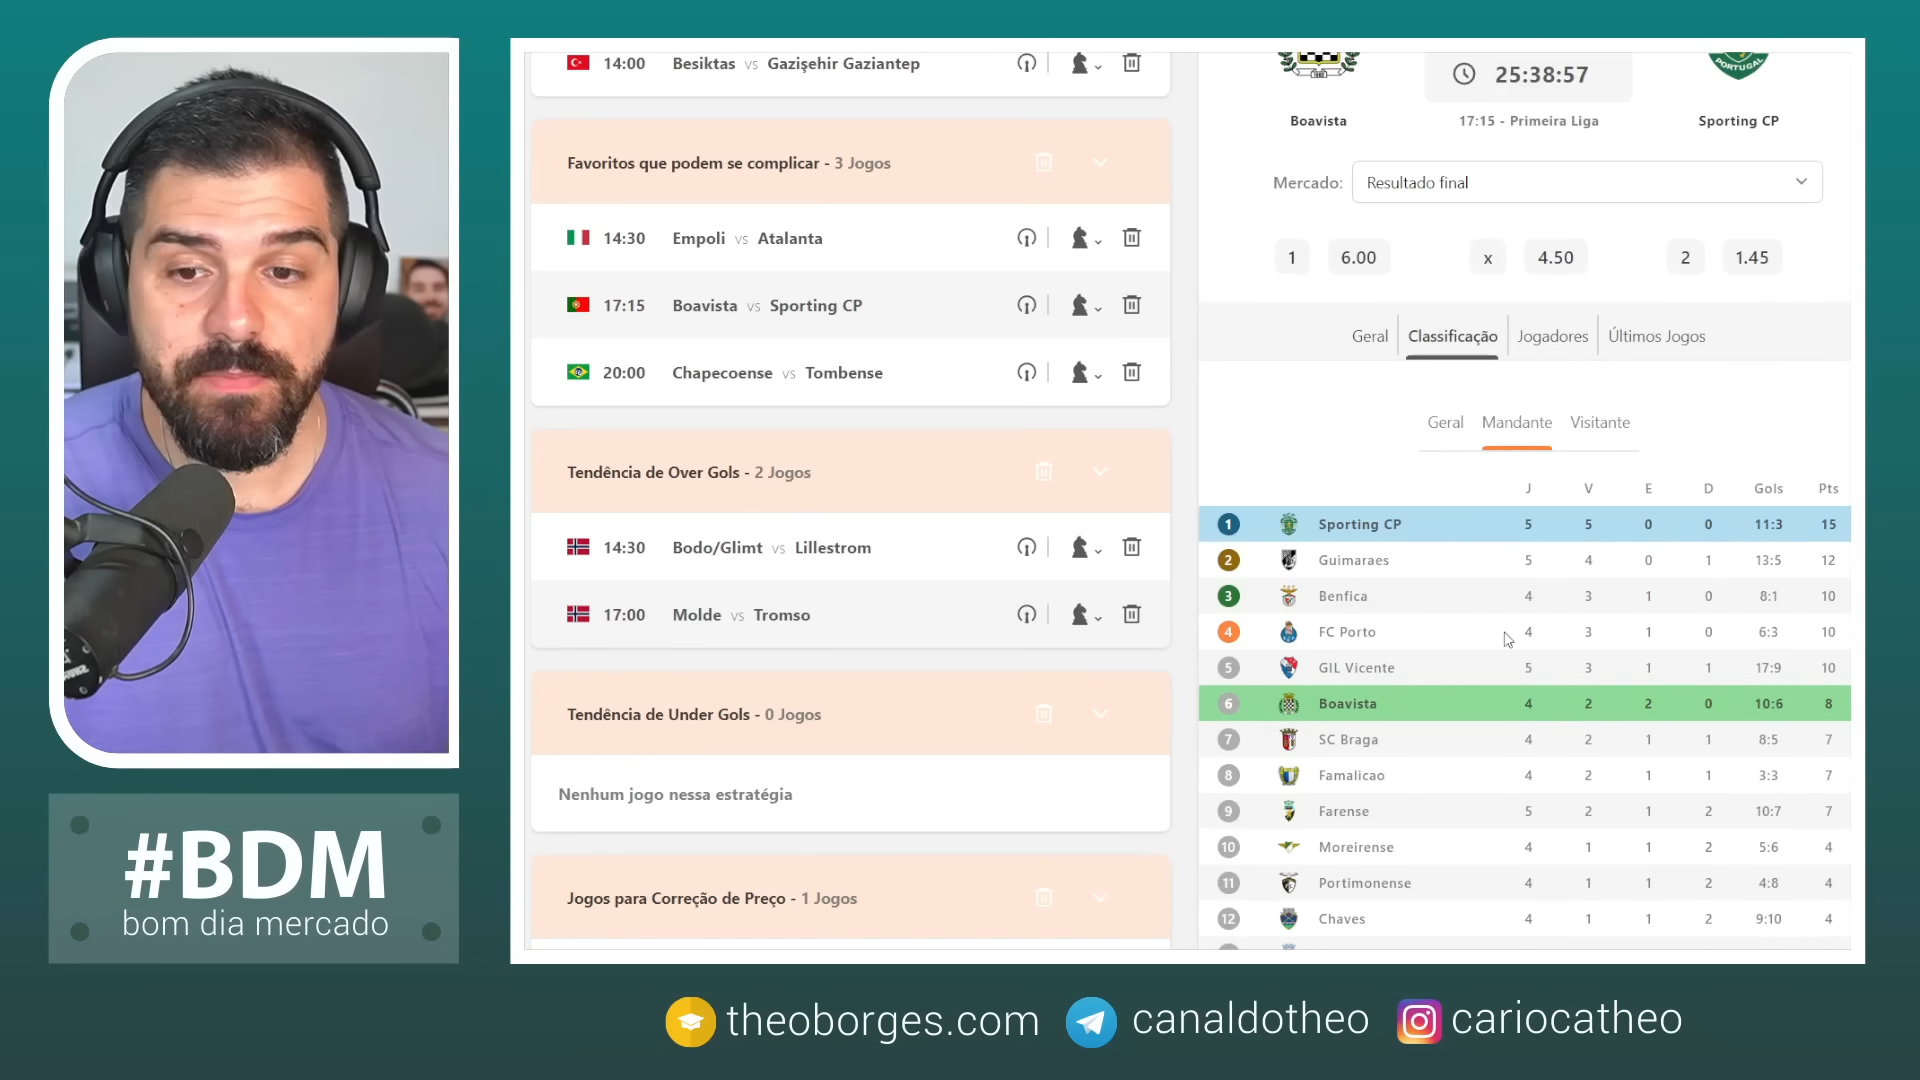 14:00 Besiktas vs Gazişehir Gaziantep
Favoritos que podem se complicar - 3 Jogos
14:30 Empoli vs Atalanta
17:15 Boavista vs Sporting CP
20:00 Chapecoense vs Tombense
Tendência de Over Gols - 2 Jogos
14:30 Bodo/Glimt vs Lillestrom
17:00 Molde vs Tromso
Tendência de Under Gols - 0 Jogos
Nenhum jogo nessa estratégia
Jogos para Correção de Preço - 1 Jogos
PORTUGAL
25:38:57
Boavista 17:15 - Primeira Liga Sporting CP
Mercado: Resultado final
1 6.00 x 4.50 2 1.45
Geral Classificação Jogadores Últimos Jogos
Geral Mandante Visitante
J V E D Gols Pts
1 Sporting CP 5 5 0 0 11:3 15
2 Guimaraes 5 4 0 1 13:5 12
3 Benfica 4 3 1 0 8:1 10
4 FC Porto 4 3 1 0 6:3 10
5 GIL Vicente 5 3 1 1 17:9 10
6 Boavista 4 2 2 0 10:6 8
7 SC Braga 4 2 1 1 8:5 7
8 Famalicao 4 2 1 1 3:3 7
9 Farense 5 2 1 2 10:7 7
10 Moreirense 4 1 1 2 5:6 4
11 Portimonense 4 1 1 2 4:8 4
12 Chaves 4 1 1 2 9:10 4
#BDM
bom dia mercado
theoborges.com canaldotheo cariocatheo